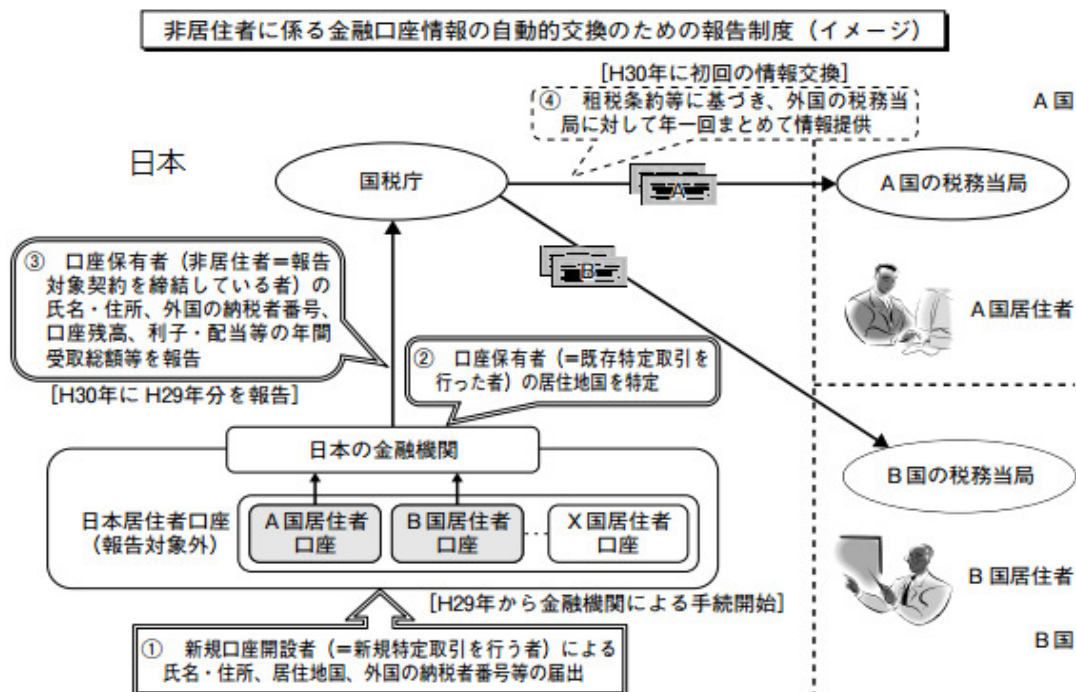 非居住者に係る金融口座情報の自動的交換のための報告制度（イメージ）
[H30年に初回の情報交換]
④　租税条約等に基づき、外国の税務当
局に対して年一回まとめて情報提供
A国
日本
国税庁
A
A国の税務当局
B
③　口座保有者（非居住者＝報告
対象契約を締結している者）の
氏名・住所、外国の納税者番号、
口座残高、利子・配当等の年間
受取総額等を報告
[H30年に H29年分を報告]
A国居住者
②　口座保有者（＝既存特定取引を
行った者）の居住地国を特定
日本の金融機関
B国の税務当局
日本居住者口座
（報告対象外）
A国居住者
口座
B国居住者
口座
X国居住者
口座
B国居住者
[H29年から金融機関による手続開始]
①　新規口座開設者（＝新規特定取引を行う者）による
氏名・住所、居住地国、外国の納税者番号等の届出
B国